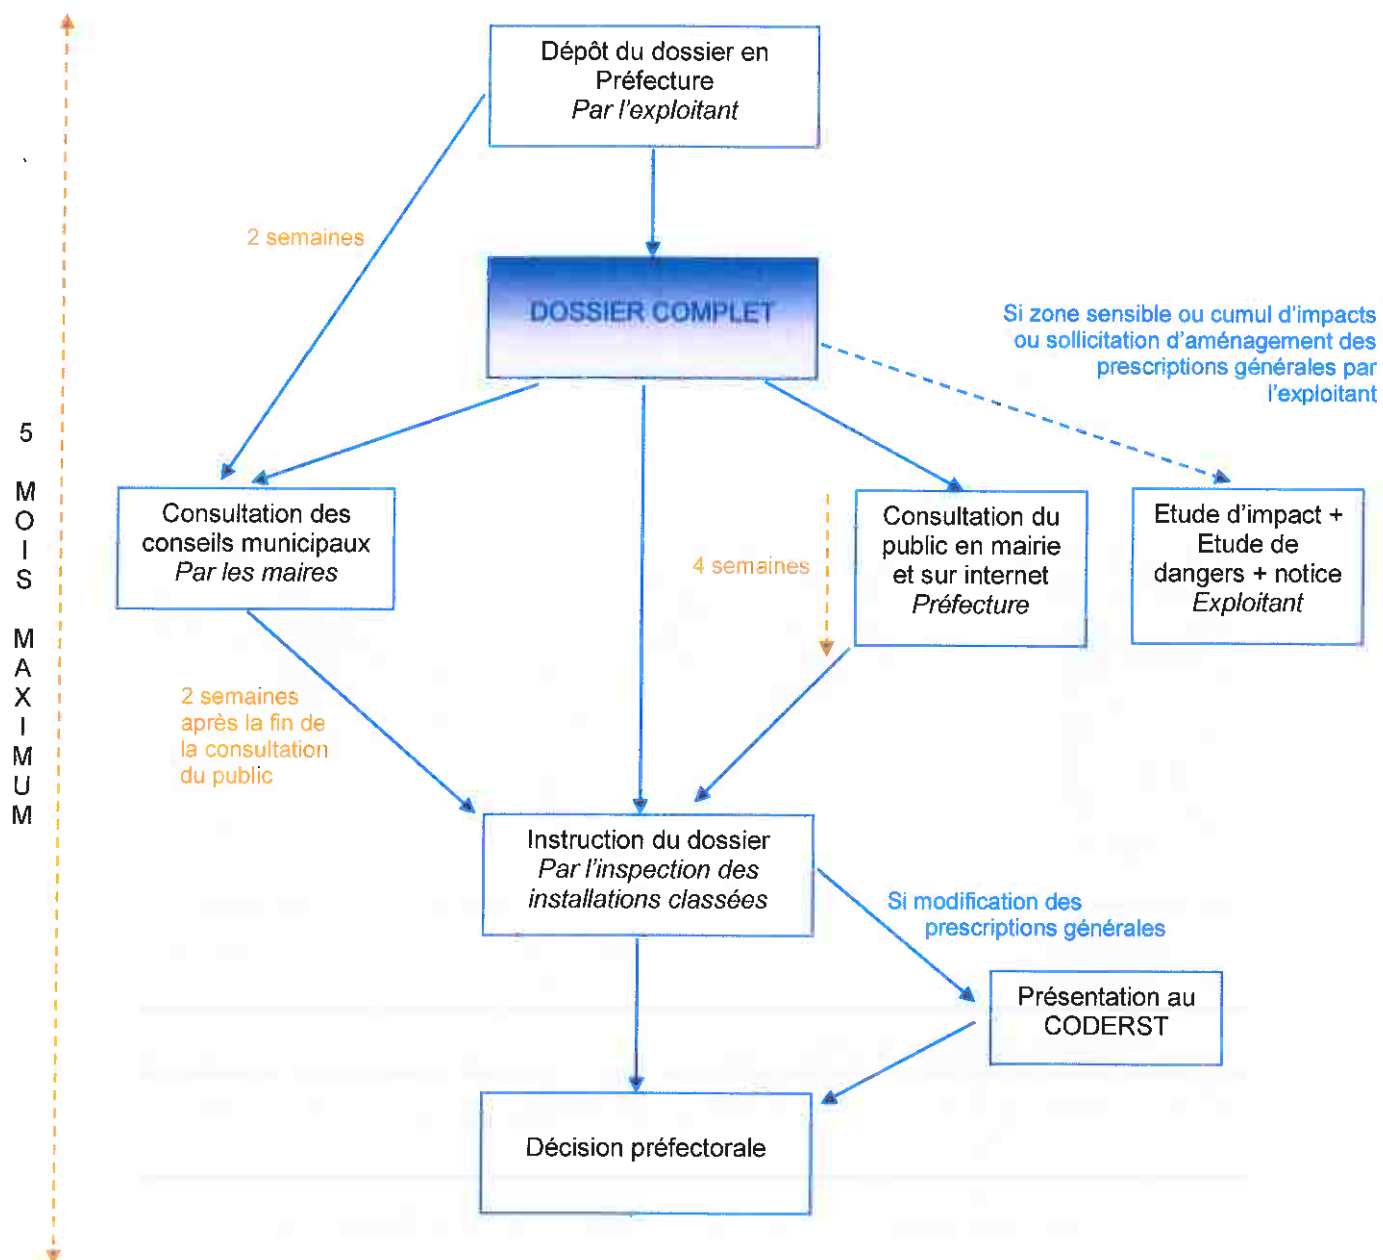 Dépôt du dossier en
Préfecture
Par l'exploitant
2 semaines
DOSSIER COMPLET
Si zone sensible ou cumul d'impacts
ou sollicitation d'aménagement des
prescriptions générales par
l'exploitant
5
M
O
I
S
M
A
X
I
M
U
M
Consultation des
conseils municipaux
Par les maires
4 semaines
Consultation du
public en mairie
et sur internet
Préfecture
Etude d'impact +
Etude de
dangers + notice
Exploitant
2 semaines
après la fin de
la consultation
du public
Instruction du dossier
Par l'inspection des
installations classées
Si modification des
prescriptions générales
Présentation au
CODERST
Décision préfectorale